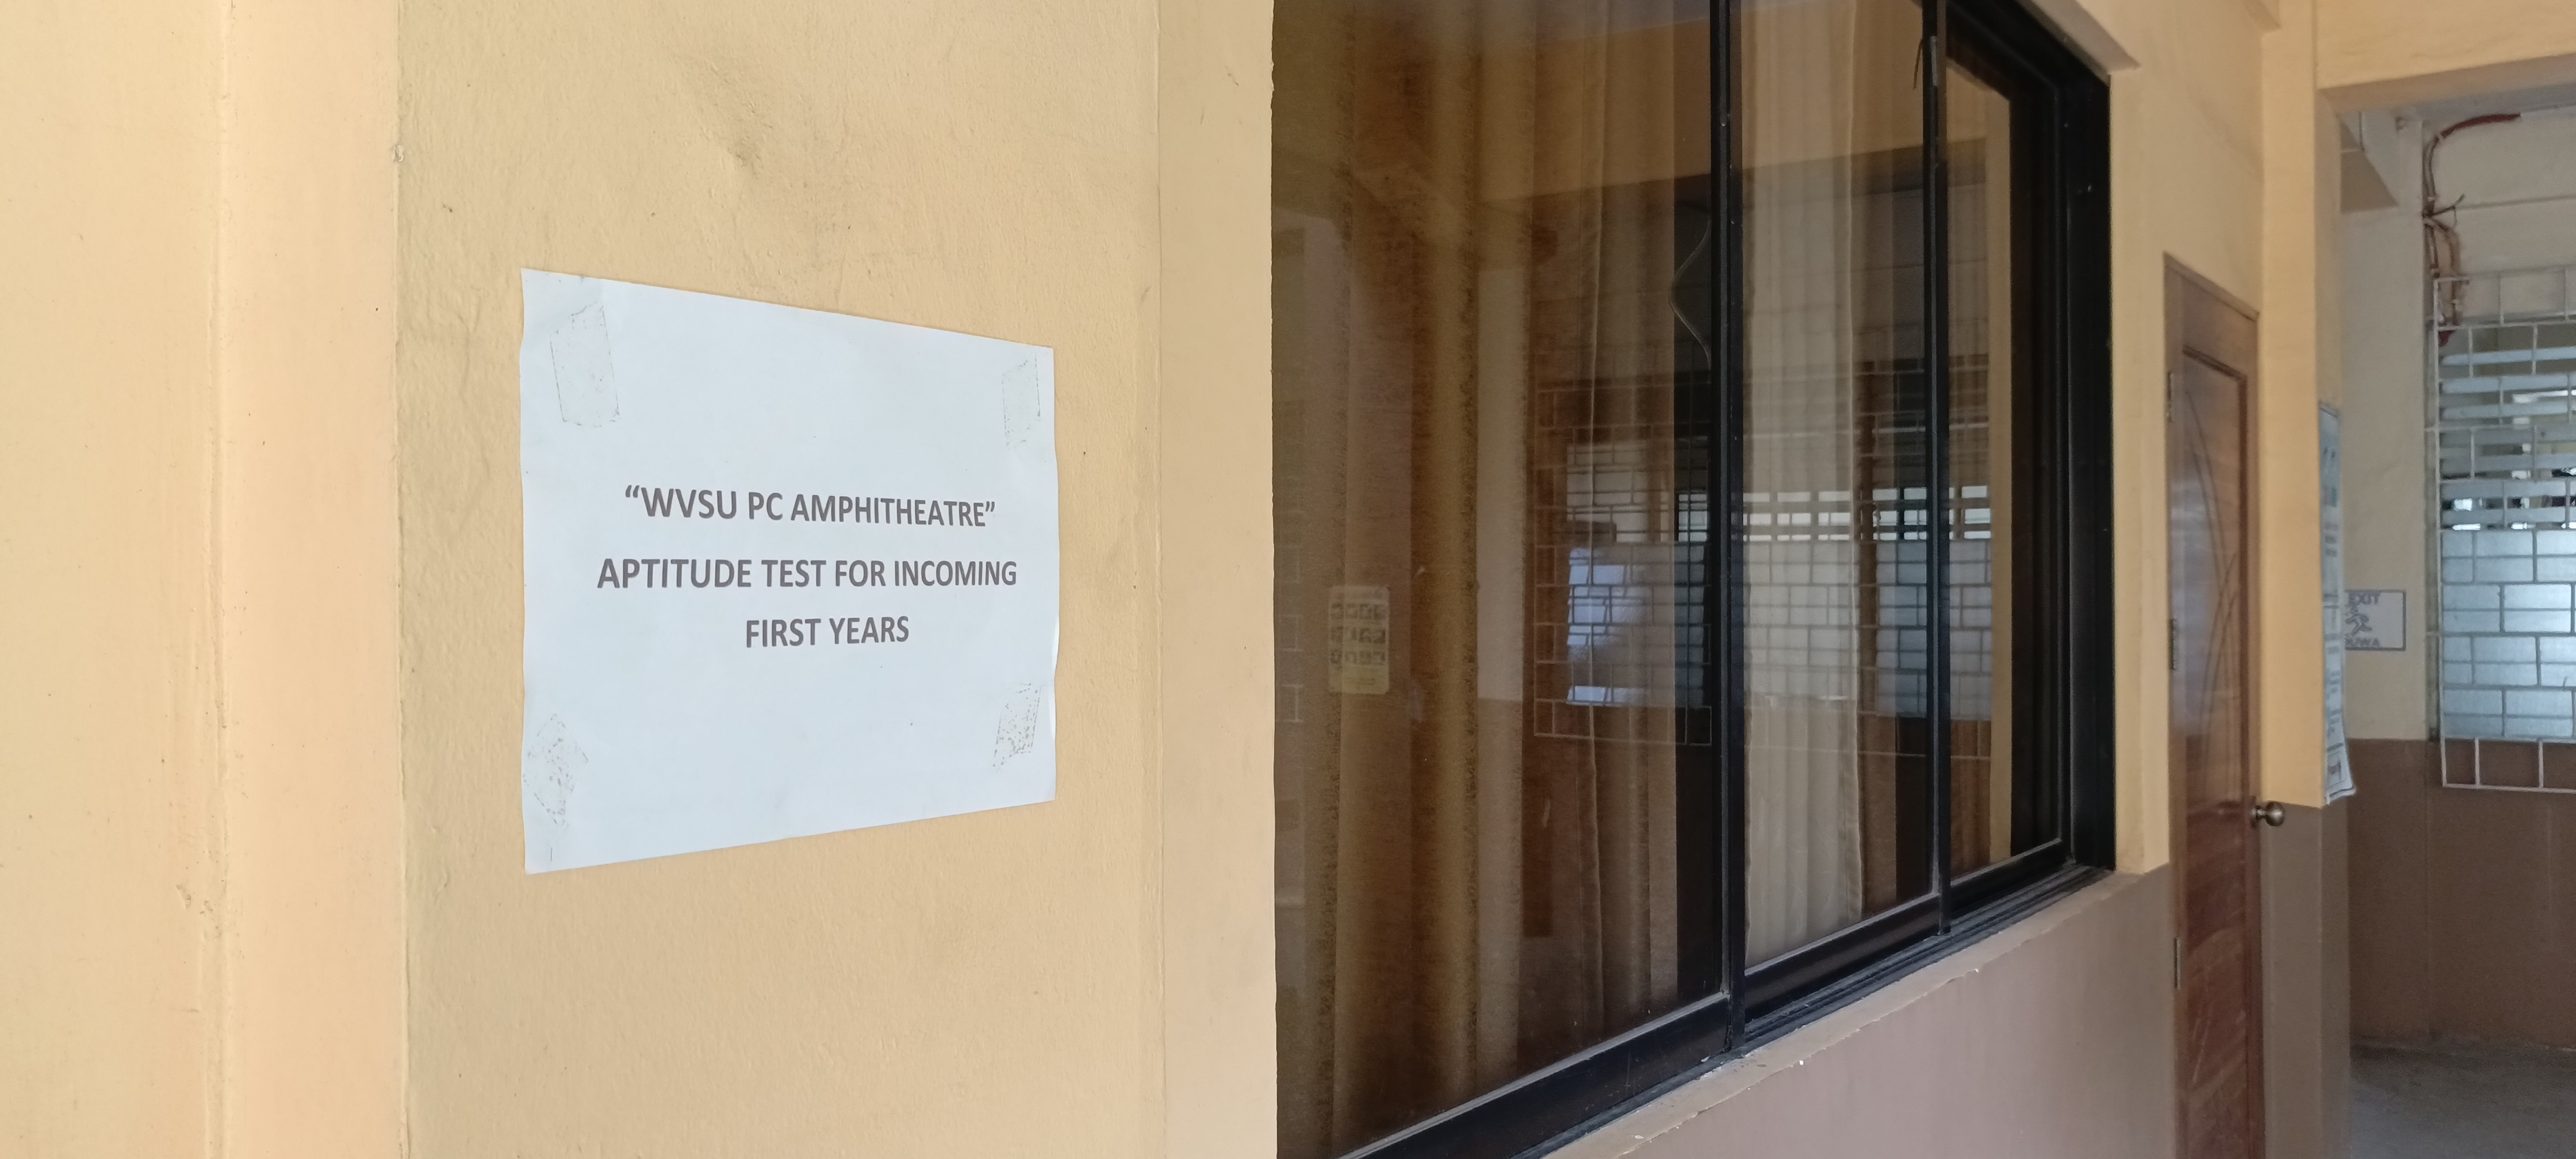 “WVSU PC AMPHITHEATRE”
APTITUDE TEST FOR INCOMING
FIRST YEARS
EXIT